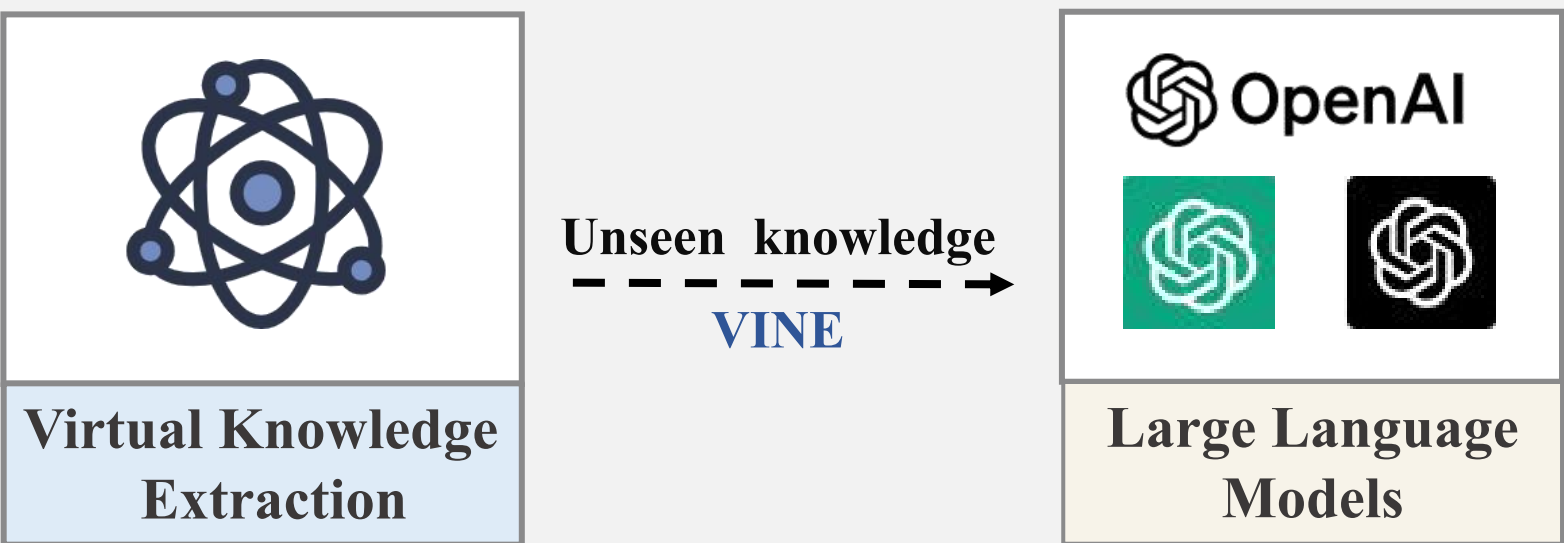 OpenAI
Unseen knowledge
VINE
Virtual Knowledge
Extraction
Large Language
Models